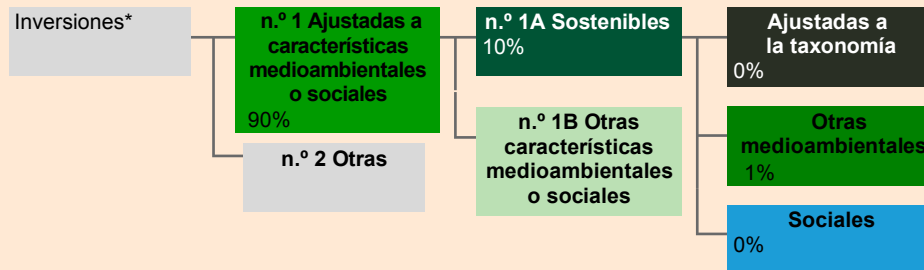 Inversiones*
n.º 1 Ajustadas a
características
medioambientales
o sociales
90%
n.º 2 Otras
n.º 1A Sostenibles
10%
n.º 1B Otras
características
medioambientales
o sociales
Ajustadas a
la taxonomía
0%
Otras
medioambientales
1%
Sociales
0%